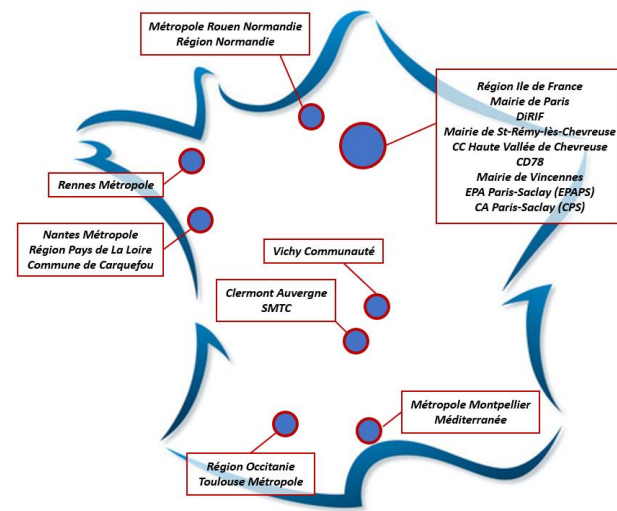 Métropole Rouen Normandie
Région Normandie
Région Ile de France
Mairie de Paris
DiRIF
Mairie de St-Rémy-lès-Chevreuse
CC Haute Vallée de Chevreuse
CD78
Mairie de Vincennes
EPA Paris-Saclay (EPAPS)
CA Paris-Saclay (CPS)
Rennes Métropole
Nantes Métropole
Région Pays de La Loire
Commune de Carquefou
Vichy Communauté
Clermont Auvergne
SMTC
Métropole Montpellier
Méditerranée
Région Occitanie
Toulouse Métropole